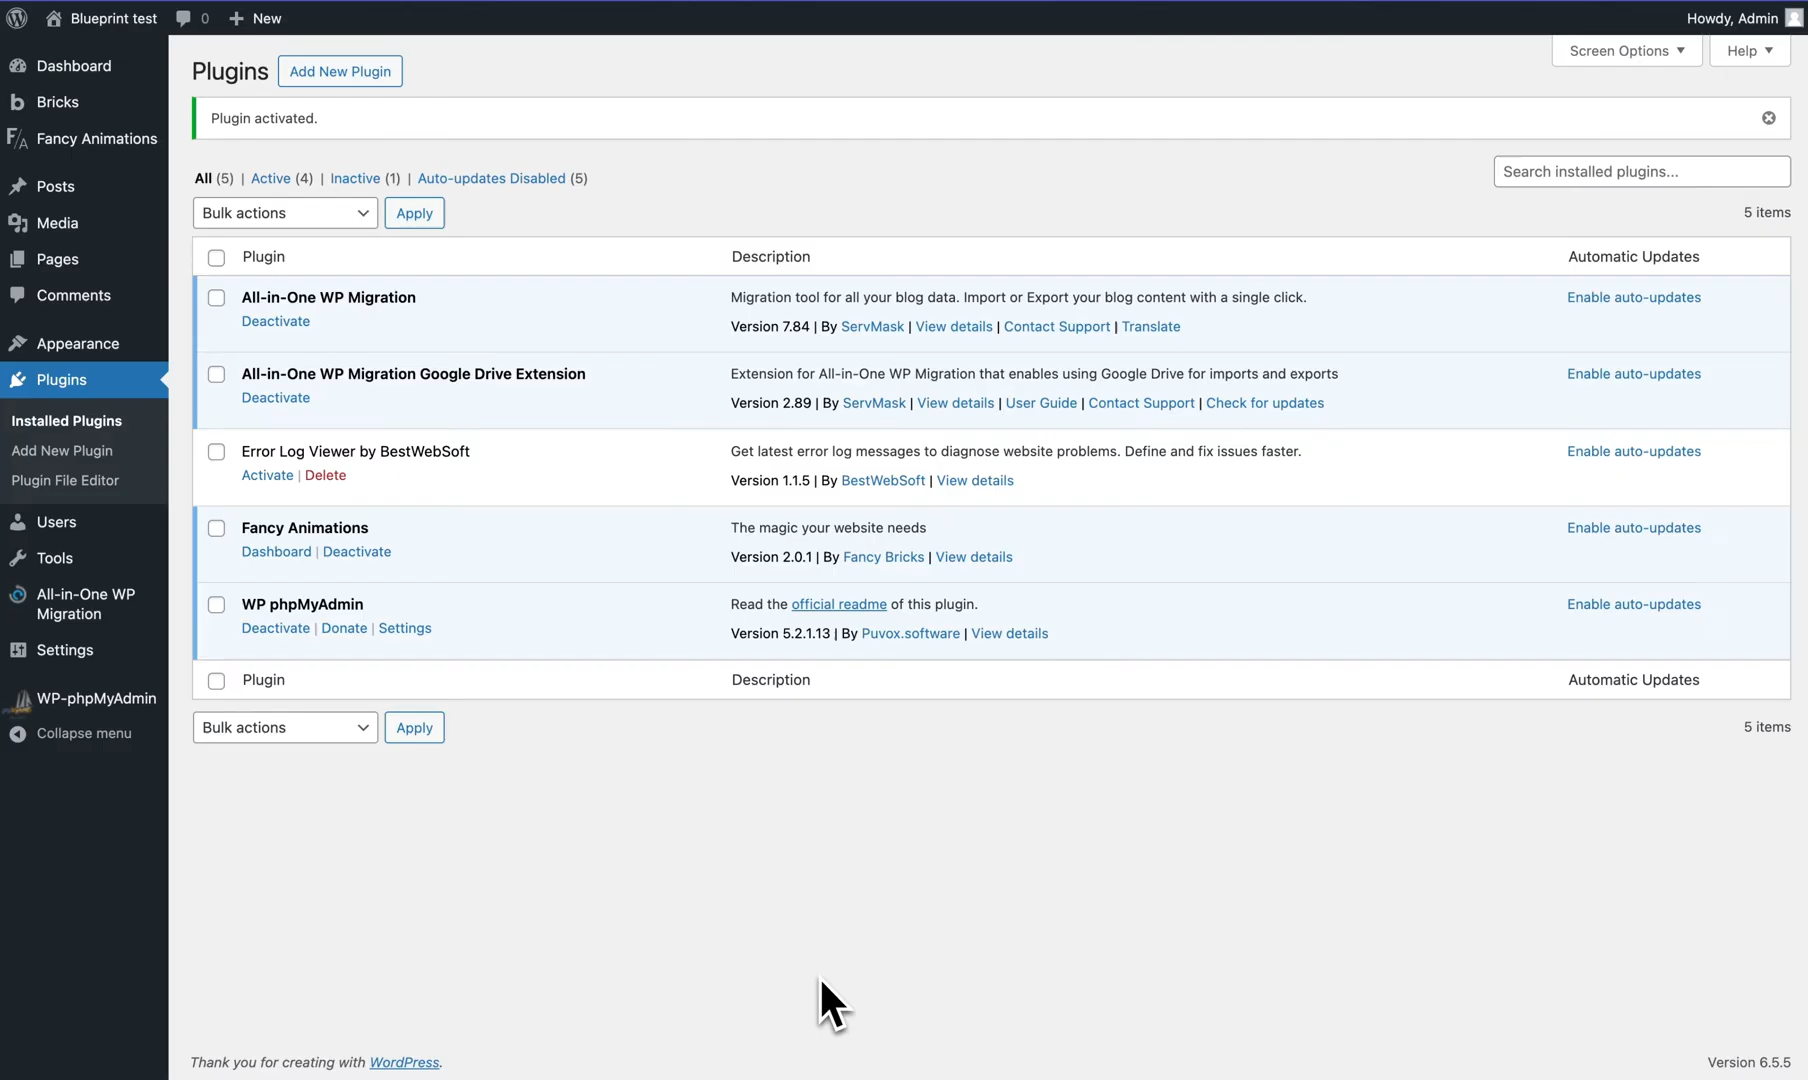 Blueprint test 0 New Howdy, Admin
Screen Options ▼ Help ▼
Dashboard
Bricks
Fancy Animations
Posts
Media
Pages
Comments
Appearance
Plugins
Installed Plugins
Add New Plugin
Plugin File Editor
Users
Tools
All-in-One WP
Migration
Settings
WP-phpMyAdmin
Collapse menu
Plugins Add New Plugin
Plugin activated.
All (5) | Active (4) | Inactive (1) | Auto-updates Disabled (5)
Search installed plugins...
Bulk actions Apply 5 items
Plugin Description Automatic Updates
All-in-One WP Migration Migration tool for all your blog data. Import or Export your blog content with a single click. Enable auto-updates
Deactivate Version 7.84 | By ServMask | View details | Contact Support | Translate
All-in-One WP Migration Google Drive Extension Extension for All-in-One WP Migration that enables using Google Drive for imports and exports Enable auto-updates
Deactivate Version 2.89 | By ServMask | View details | User Guide | Contact Support | Check for updates
Error Log Viewer by BestWebSoft Get latest error log messages to diagnose website problems. Define and fix issues faster. Enable auto-updates
Activate | Delete Version 1.1.5 | By BestWebSoft | View details
Fancy Animations The magic your website needs Enable auto-updates
Dashboard | Deactivate Version 2.0.1 | By Fancy Bricks | View details
WP phpMyAdmin Read the official readme of this plugin. Enable auto-updates
Deactivate | Donate | Settings Version 5.2.1.13 | By Puvox.software | View details
Plugin Description Automatic Updates
Bulk actions Apply 5 items
Thank you for creating with WordPress. Version 6.5.5